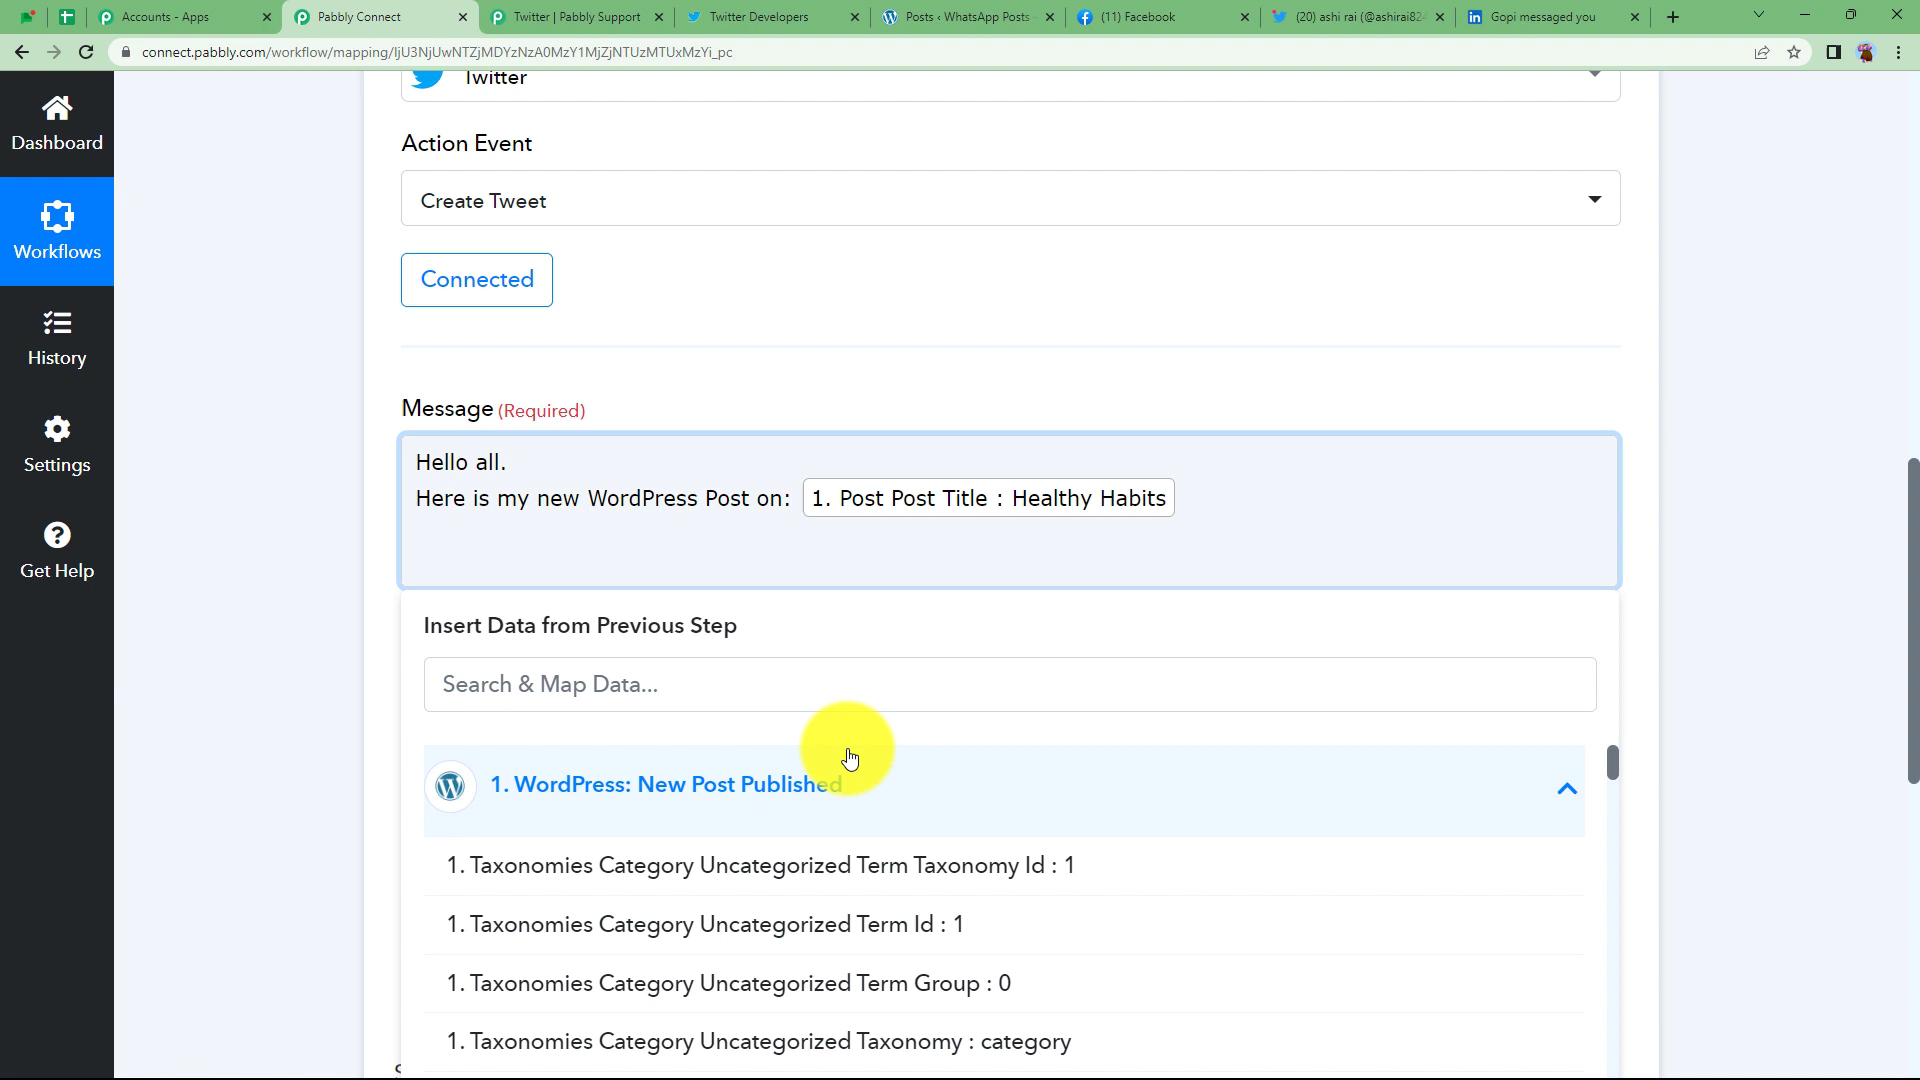 Accounts - Apps
Pabbly Connect
Twitter | Pabbly Support
Twitter Developers
Posts ‹ WhatsApp Posts
(11) Facebook
(20) ashi rai (@ashirai824
Gopi messaged you
connect.pabbly.com/workflow/mapping/IjU3NjUwNTZjMDYzNzA0MzY1MjZjNTUzMTUxMzYi_pc
Twitter
Dashboard
Workflows
History
Settings
Get Help
Action Event
Create Tweet
Connected
Message (Required)
Hello all.
Here is my new WordPress Post on: 1. Post Post Title : Healthy Habits
Insert Data from Previous Step
Search & Map Data...
1. WordPress: New Post Published
1. Taxonomies Category Uncategorized Term Taxonomy Id : 1
1. Taxonomies Category Uncategorized Term Id : 1
1. Taxonomies Category Uncategorized Term Group : 0
1. Taxonomies Category Uncategorized Taxonomy : category